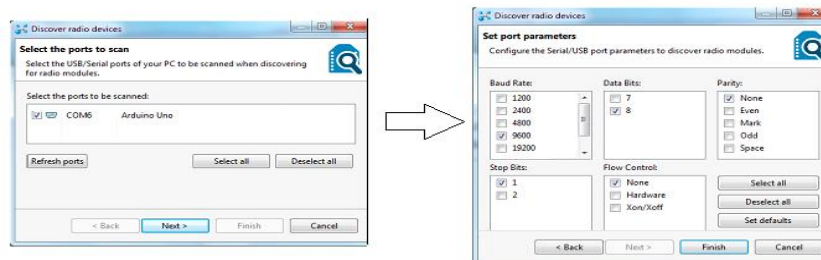 Discover radio devices
Select the ports to scan
Select the USB/Serial ports of your PC to be scanned when discovering
for radio modules.
Select the ports to be scanned:
COM6 Arduino Uno
Refresh ports Select all Deselect all
< Back Next > Finish Cancel
Discover radio devices
Set port parameters
Configure the Serial/USB port parameters to discover radio modules.
Baud Rate: Data Bits: Parity:
1200 7 None
2400 8 Even
4800 Mark
9600 Odd
19200 Space
Stop Bits: Flow Control:
1 None Select all
2 Hardware Deselect all
Xon/Xoff Set defaults
< Back Next > Finish Cancel